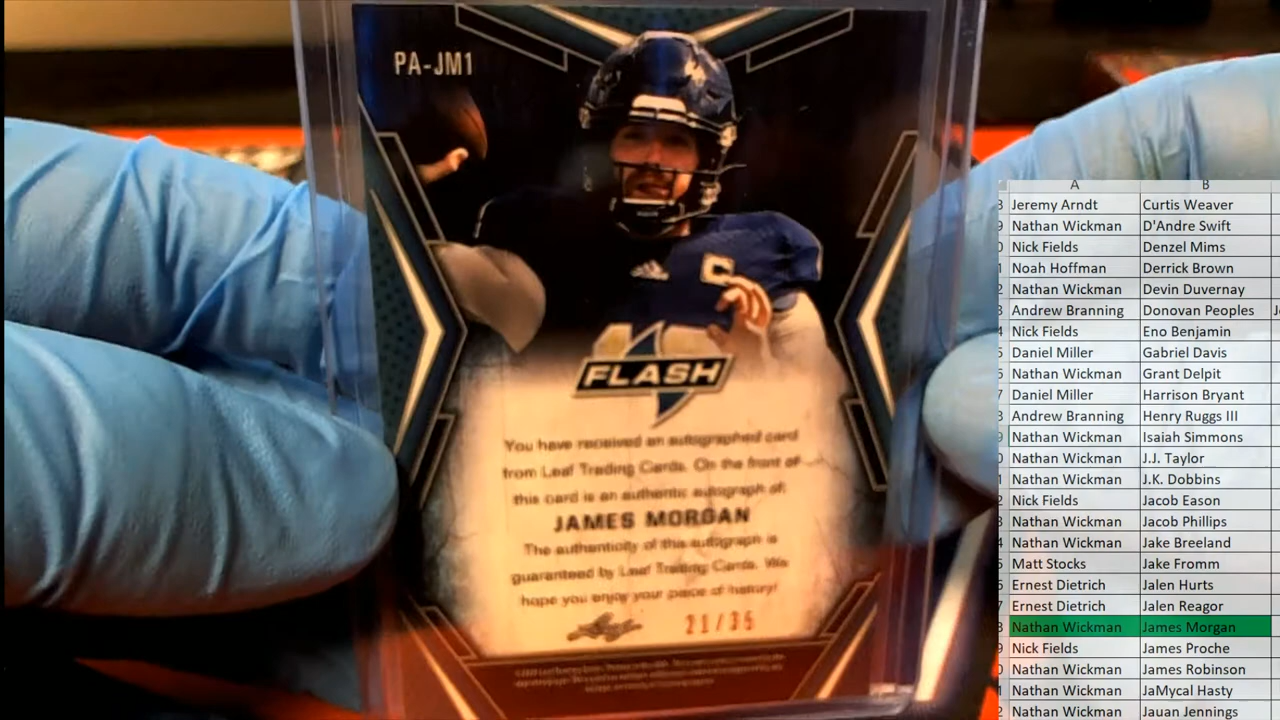 PA-JM1
C
FLASH
You have received an autographed card
from Leaf Trading Cards. On the front of
this card is an authentic autograph of:
JAMES MORGAN
The authenticity of this autograph is
guaranteed by Leaf Trading Cards. We
hope you enjoy your piece of history!
Leaf
21/35
A B
Jeremy Arndt Curtis Weaver
Nathan Wickman D'Andre Swift
Nick Fields Denzel Mims
Noah Hoffman Derrick Brown
Nathan Wickman Devin Duvernay
Andrew Branning Donovan Peoples
Nick Fields Eno Benjamin
Daniel Miller Gabriel Davis
Nathan Wickman Grant Delpit
Daniel Miller Harrison Bryant
Andrew Branning Henry Ruggs III
Nathan Wickman Isaiah Simmons
Nathan Wickman J.J. Taylor
Nathan Wickman J.K. Dobbins
Nick Fields Jacob Eason
Nathan Wickman Jacob Phillips
Nathan Wickman Jake Breeland
Matt Stocks Jake Fromm
Ernest Dietrich Jalen Hurts
Ernest Dietrich Jalen Reagor
Nathan Wickman James Morgan
Nick Fields James Proche
Nathan Wickman James Robinson
Nathan Wickman JaMycal Hasty
Nathan Wickman Jauan Jennings